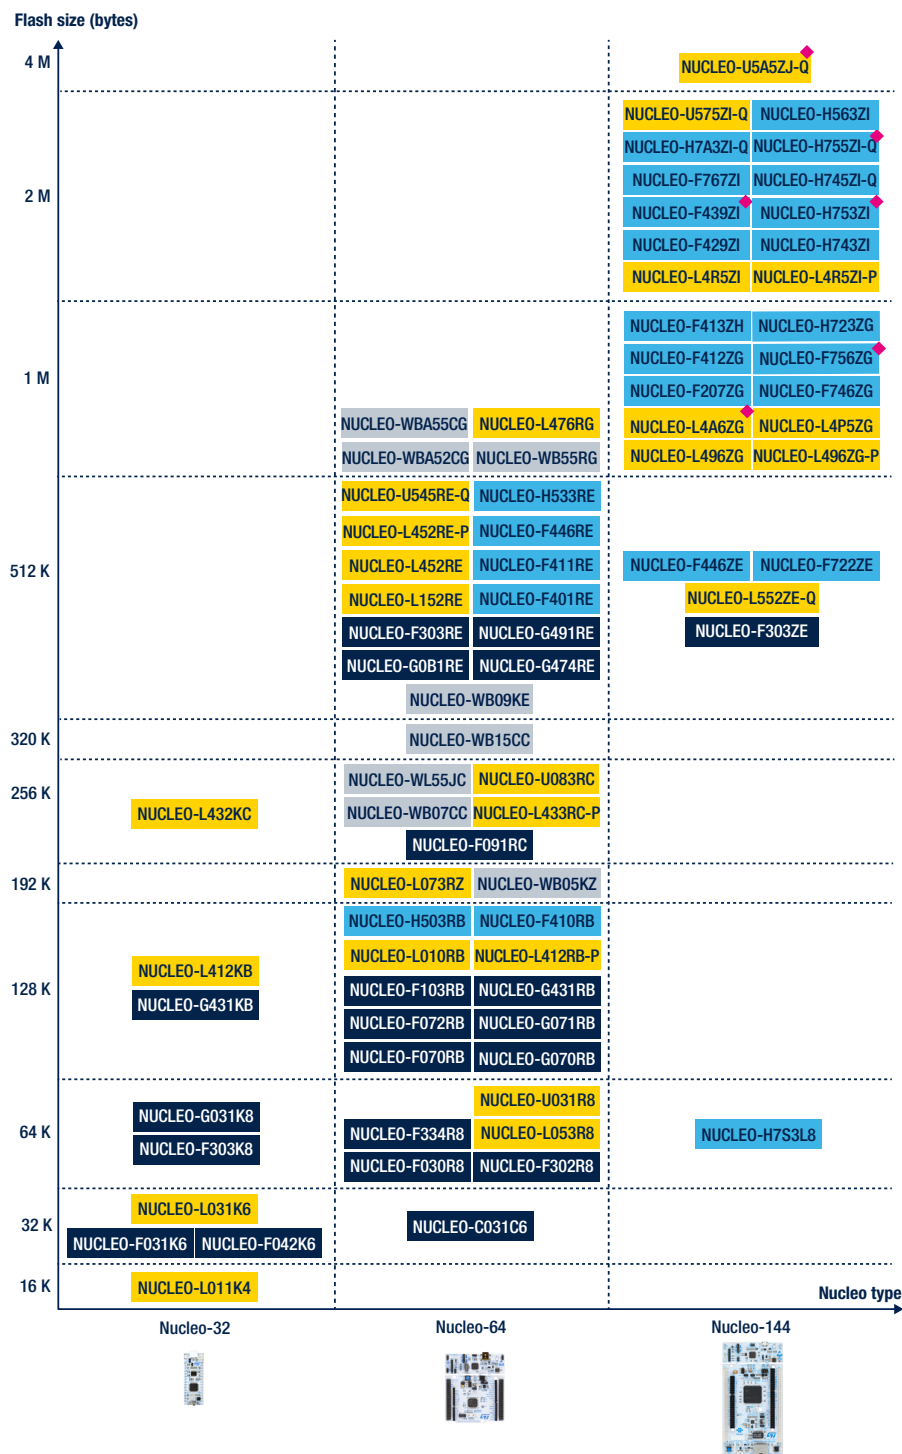 Flash size (bytes)
4 M
NUCLEO-U5A5ZJ-Q
NUCLEO-U575ZI-Q NUCLEO-H563ZI
NUCLEO-H7A3ZI-Q NUCLEO-H755ZI-Q
2 M
NUCLEO-F767ZI NUCLEO-H745ZI-Q
NUCLEO-F439ZI NUCLEO-H753ZI
NUCLEO-F429ZI NUCLEO-H743ZI
NUCLEO-L4R5ZI NUCLEO-L4R5ZI-P
NUCLEO-F413ZH NUCLEO-H723ZG
NUCLEO-F412ZG NUCLEO-F756ZG
1 M
NUCLEO-F207ZG NUCLEO-F746ZG
NUCLEO-WBA55CG NUCLEO-L476RG NUCLEO-L4A6ZG NUCLEO-L4P5ZG
NUCLEO-WBA52CG NUCLEO-WB55RG NUCLEO-L496ZG NUCLEO-L496ZG-P
NUCLEO-U545RE-Q NUCLEO-H533RE
NUCLEO-L452RE-P NUCLEO-F446RE
512 K
NUCLEO-L452RE NUCLEO-F411RE NUCLEO-F446ZE NUCLEO-F722ZE
NUCLEO-L152RE NUCLEO-F401RE NUCLEO-L552ZE-Q
NUCLEO-F303RE NUCLEO-G491RE NUCLEO-F303ZE
NUCLEO-G0B1RE NUCLEO-G474RE
NUCLEO-WB09KE
320 K
NUCLEO-WB15CC
256 K
NUCLEO-WL55JC NUCLEO-U083RC
NUCLEO-L432KC NUCLEO-WB07CC NUCLEO-L433RC-P
NUCLEO-F091RC
192 K
NUCLEO-L073RZ NUCLEO-WB05KZ
NUCLEO-H503RB NUCLEO-F410RB
NUCLEO-L412KB NUCLEO-L010RB NUCLEO-L412RB-P
128 K
NUCLEO-G431KB NUCLEO-F103RB NUCLEO-G431RB
NUCLEO-F072RB NUCLEO-G071RB
NUCLEO-F070RB NUCLEO-G070RB
NUCLEO-U031R8
64 K
NUCLEO-G031K8 NUCLEO-F334R8 NUCLEO-L053R8 NUCLEO-H7S3L8
NUCLEO-F303K8 NUCLEO-F030R8 NUCLEO-F302R8
NUCLEO-L031K6
32 K
NUCLEO-C031C6
NUCLEO-F031K6 NUCLEO-F042K6
16 K
NUCLEO-L011K4
Nucleo type
Nucleo-32 Nucleo-64 Nucleo-144